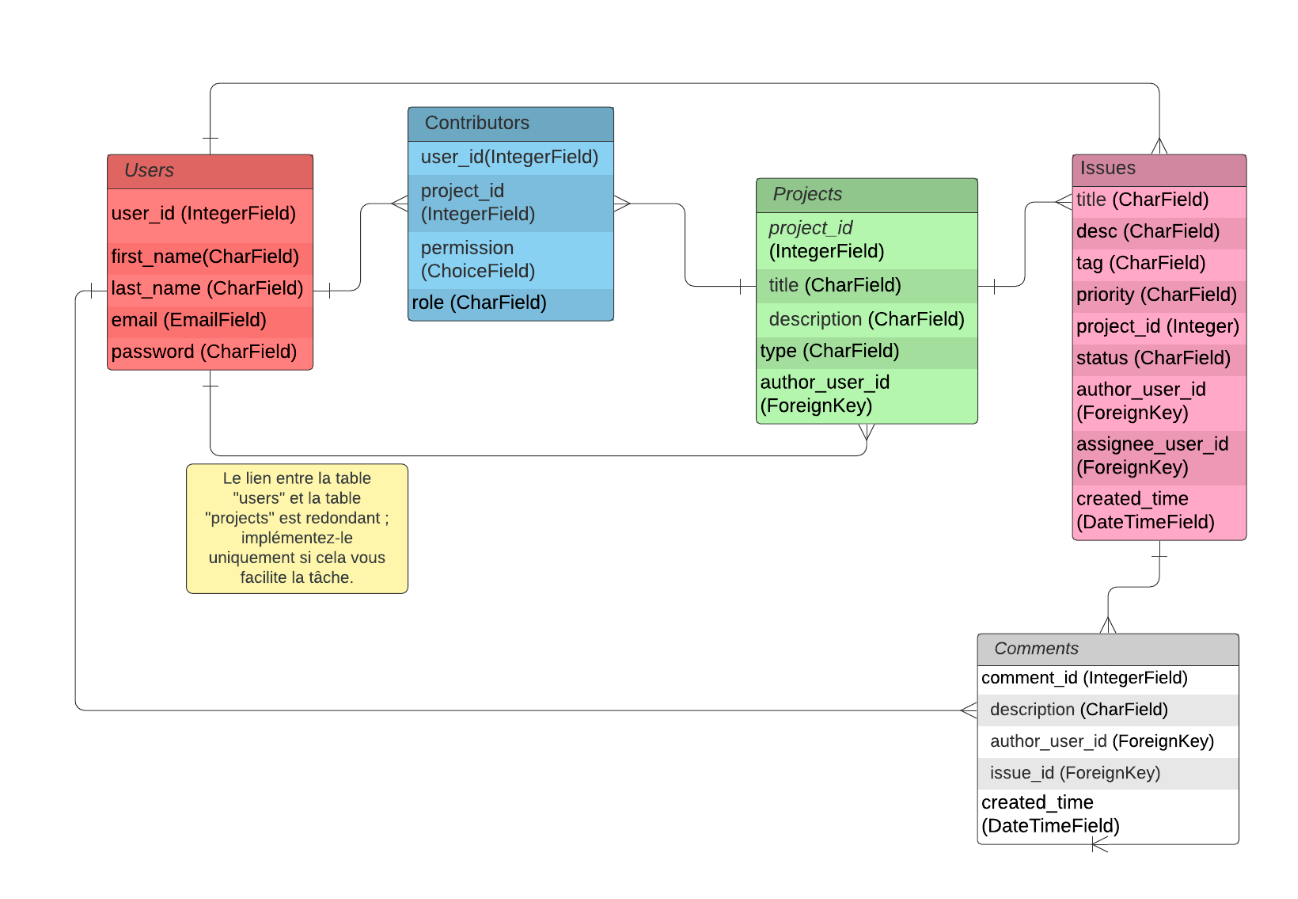 Users
user_id (IntegerField)
first_name(CharField)
last_name (CharField)
email (EmailField)
password (CharField)
Contributors
user_id(IntegerField)
project_id
(IntegerField)
permission
(ChoiceField)
role (CharField)
Projects
project_id
(IntegerField)
title (CharField)
description (CharField)
type (CharField)
author_user_id
(ForeignKey)
Issues
title (CharField)
desc (CharField)
tag (CharField)
priority (CharField)
project_id (Integer)
status (CharField)
author_user_id
(ForeignKey)
assignee_user_id
(ForeignKey)
created_time
(DateTimeField)
Le lien entre la table
"users" et la table
"projects" est redondant ;
implémentez-le
uniquement si cela vous
facilite la tâche.
Comments
comment_id (IntegerField)
description (CharField)
author_user_id (ForeignKey)
issue_id (ForeignKey)
created_time
(DateTimeField)